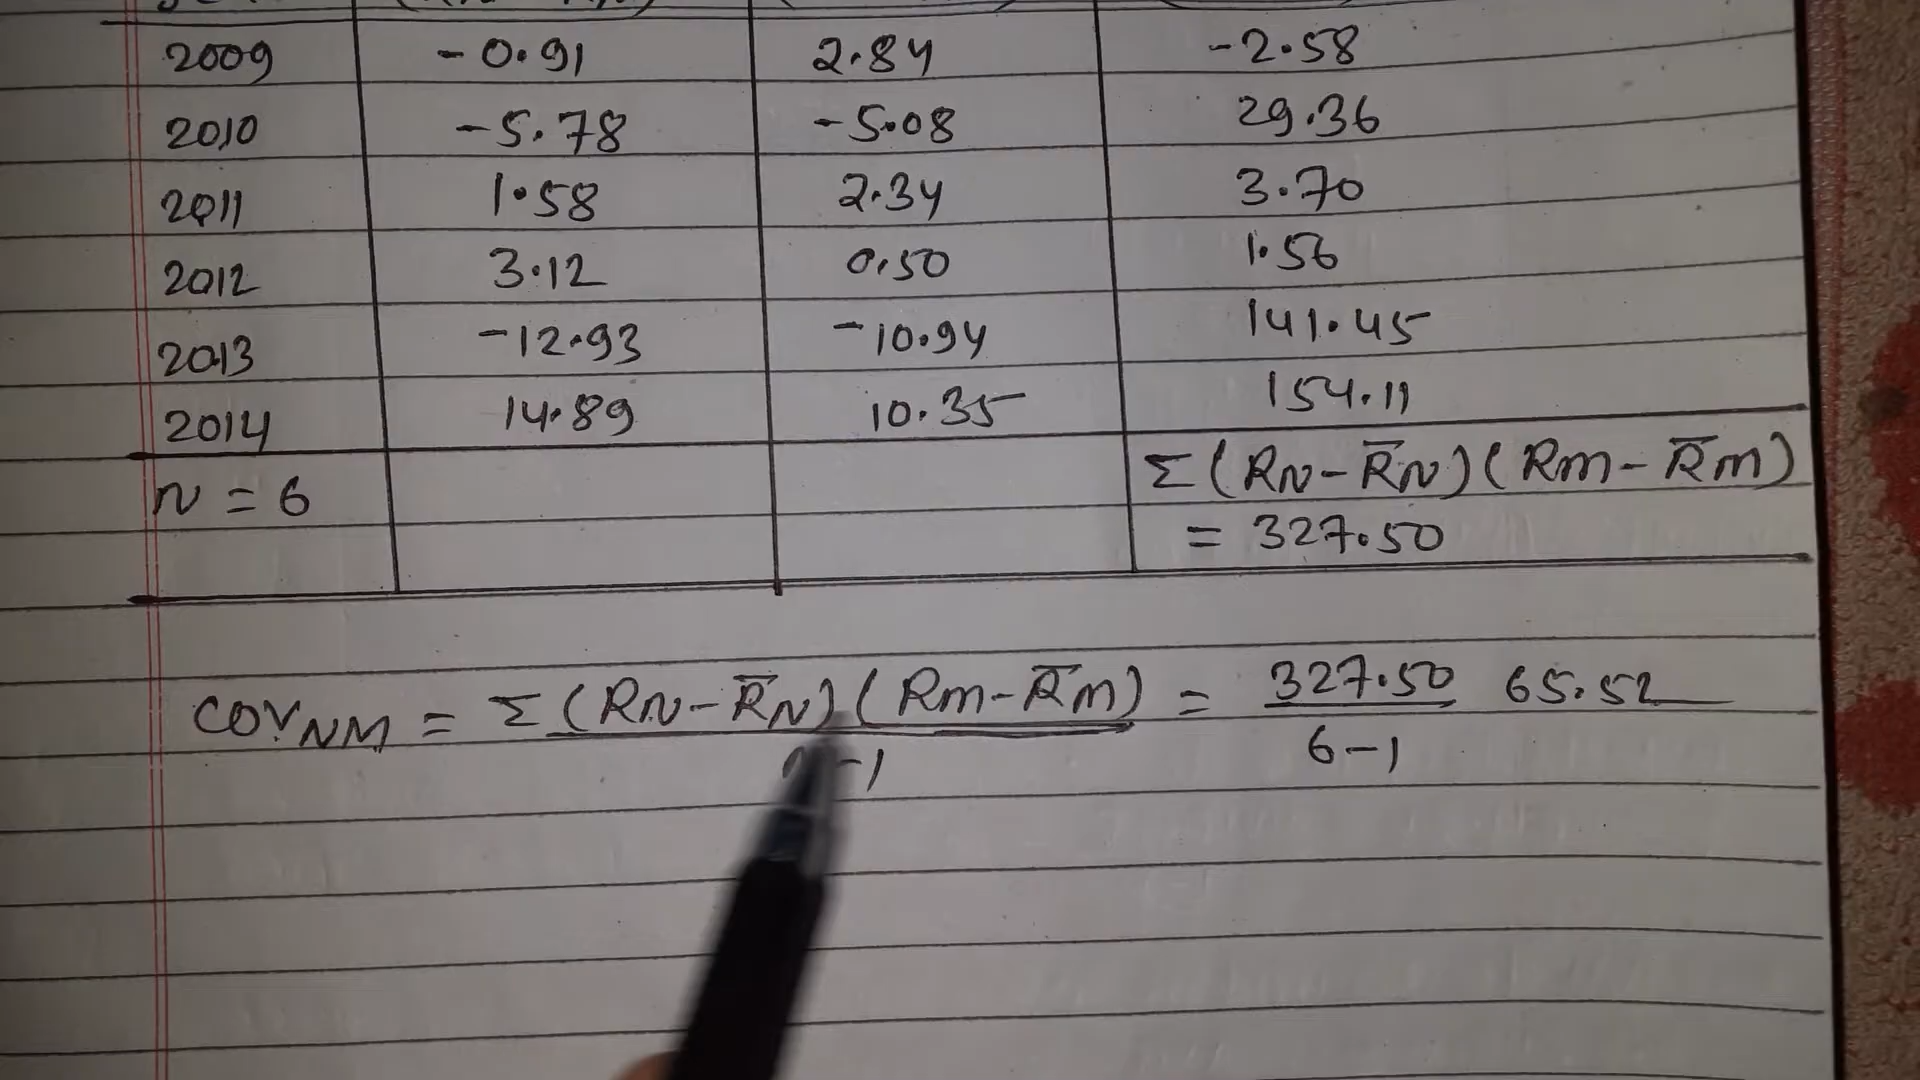 2009 -0.91 2.84 -2.58
2010 -5.78 -5.08 29.36
2011 1.58 2.34 3.70
2012 3.12 0.50 1.56
2013 -12.93 -10.94 141.45
2014 14.89 10.35 154.11
n = 6 Σ(RN-R̅N)(Rm-R̅m)
= 327.50
COVNM = Σ(RN-R̅N)(Rm-R̅m) = 327.50 65.52
-1 6-1